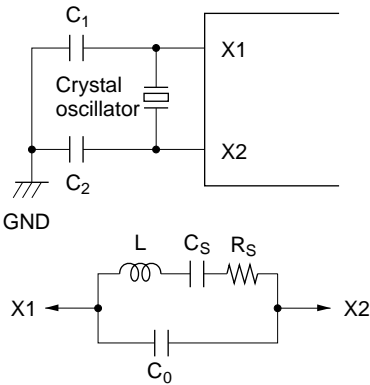 C1
X1
Crystal
oscillator
X2
C2
GND
L
CS
RS
X1
X2
C0